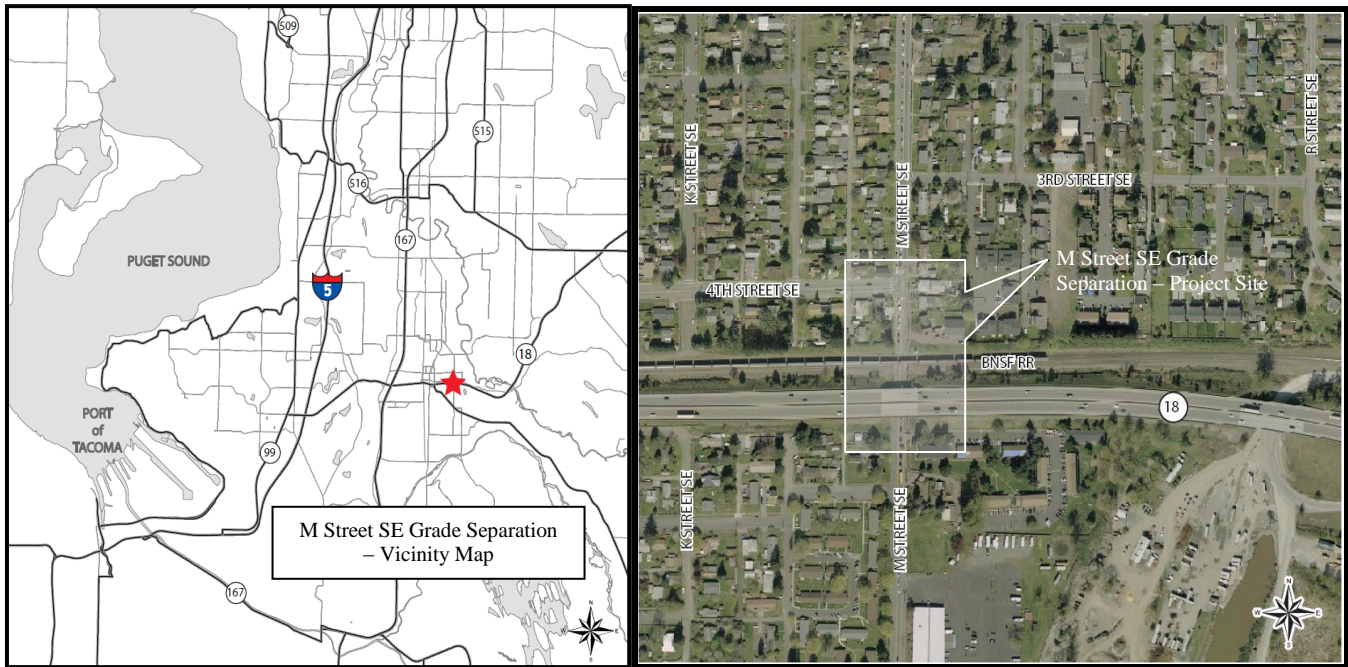 509
515
516
167
PUGET SOUND
5
18
PORT
of
TACOMA
99
M Street SE Grade Separation
– Vicinity Map
167
N
W
E
S
K STREET SE
M STREET SE
R STREET SE
3RD STREET SE
M Street SE Grade
Separation – Project Site
4TH STREET SE
BNSF RR
18
K STREET SE
M STREET SE
N
W
E
S